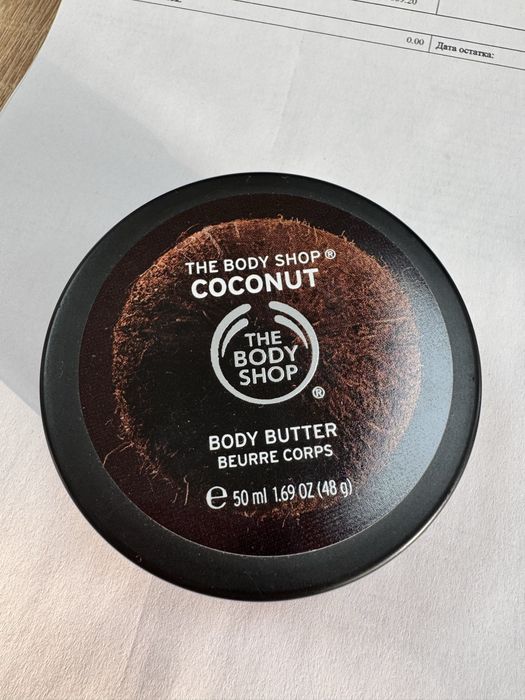 0.00 Дата остатка:
THE BODY SHOP ®
COCONUT
THE
BODY
SHOP ®
BODY BUTTER
BEURRE CORPS
e 50 ml 1.69 OZ (48 g)